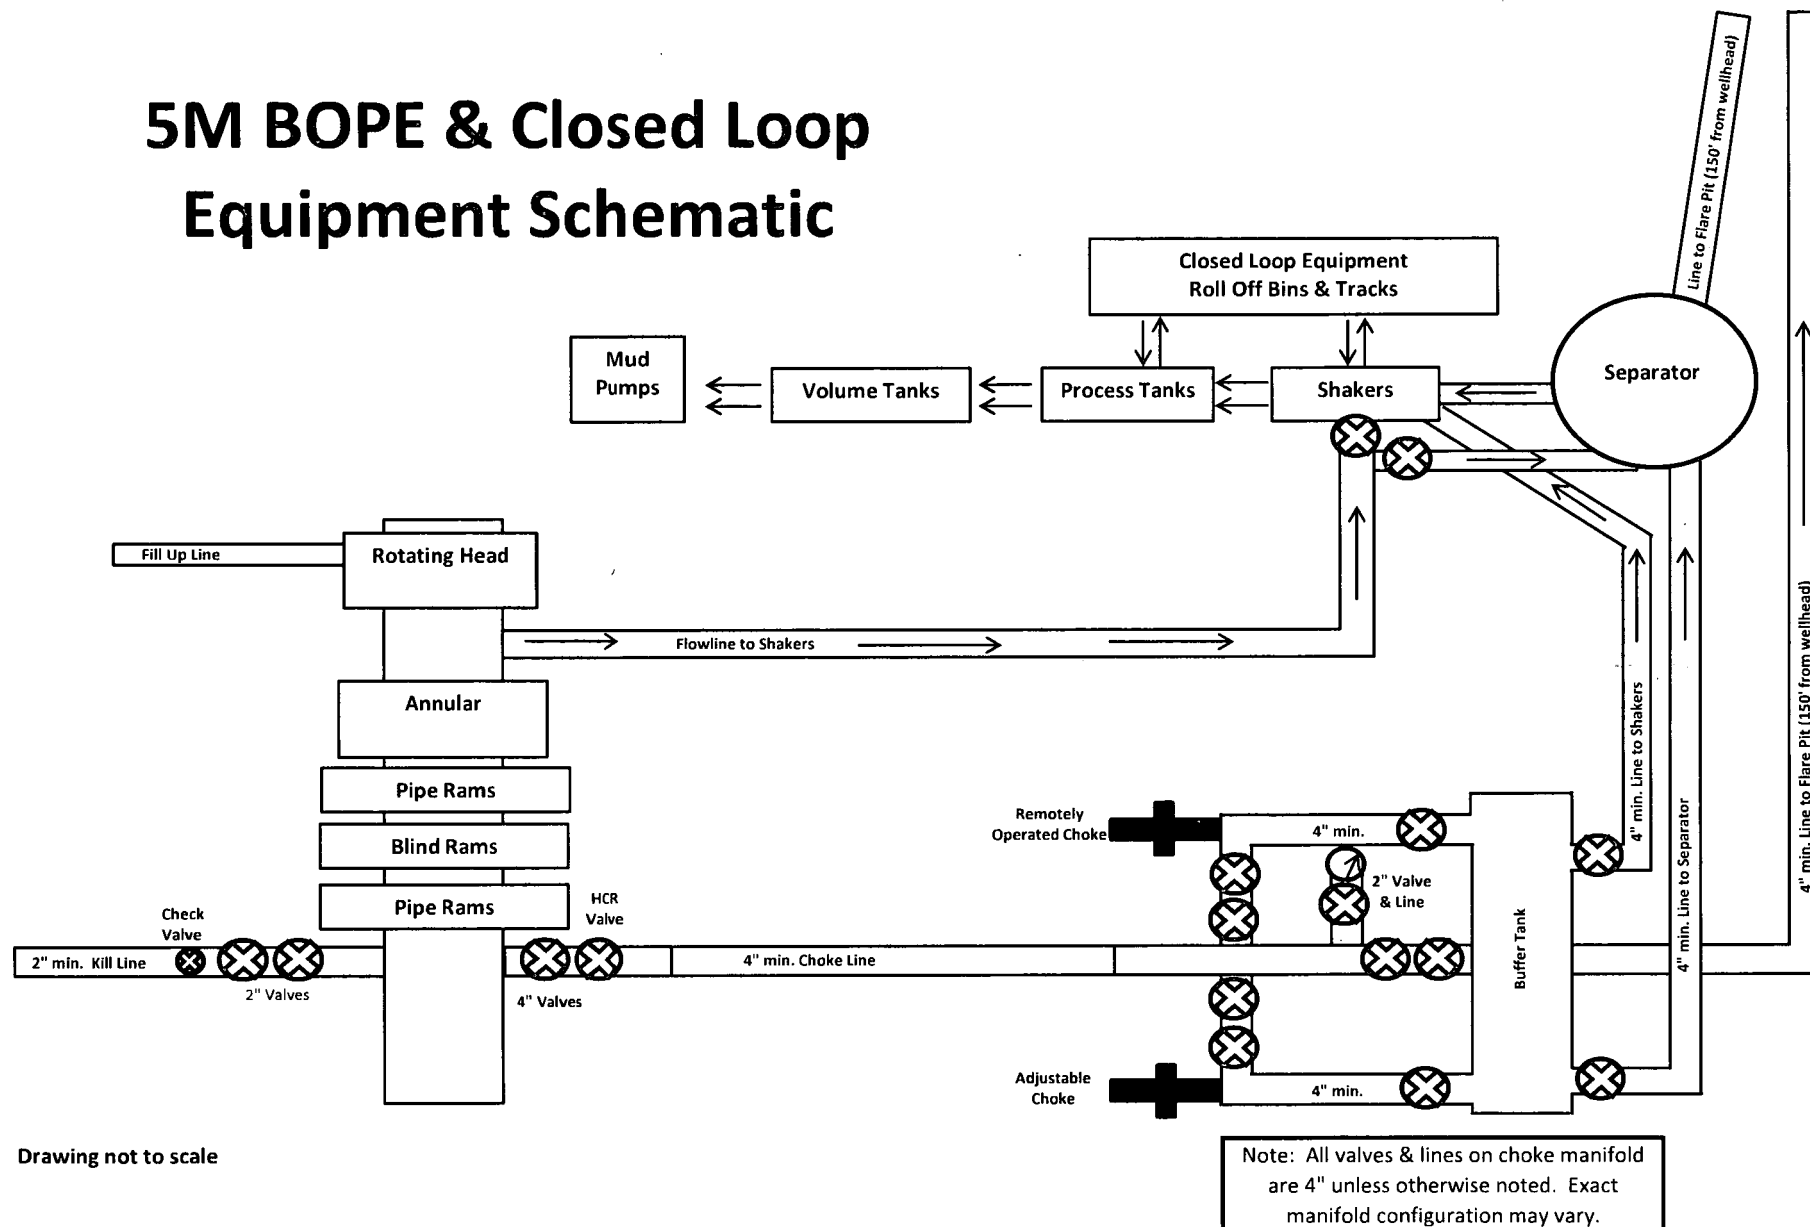 5M BOPE & Closed Loop
Equipment Schematic
Line to Flare Pit (150' from wellhead)
Closed Loop Equipment
Roll Off Bins & Tracks
Mud
Pumps
Volume Tanks
Process Tanks
Shakers
Separator
Fill Up Line
Rotating Head
Flowline to Shakers
Annular
Pipe Rams
Blind Rams
Pipe Rams
Check
Valve
HCR
Valve
2" min. Kill Line
2" Valves
4" Valves
4" min. Choke Line
Remotely
Operated Choke
4" min.
2" Valve
& Line
Buffer Tank
Adjustable
Choke
4" min.
4" min. Line to Shakers
4" min. Line to Separator
4" min. Line to Flare Pit (150' from wellhead)
Drawing not to scale
Note: All valves & lines on choke manifold
are 4" unless otherwise noted. Exact
manifold configuration may vary.